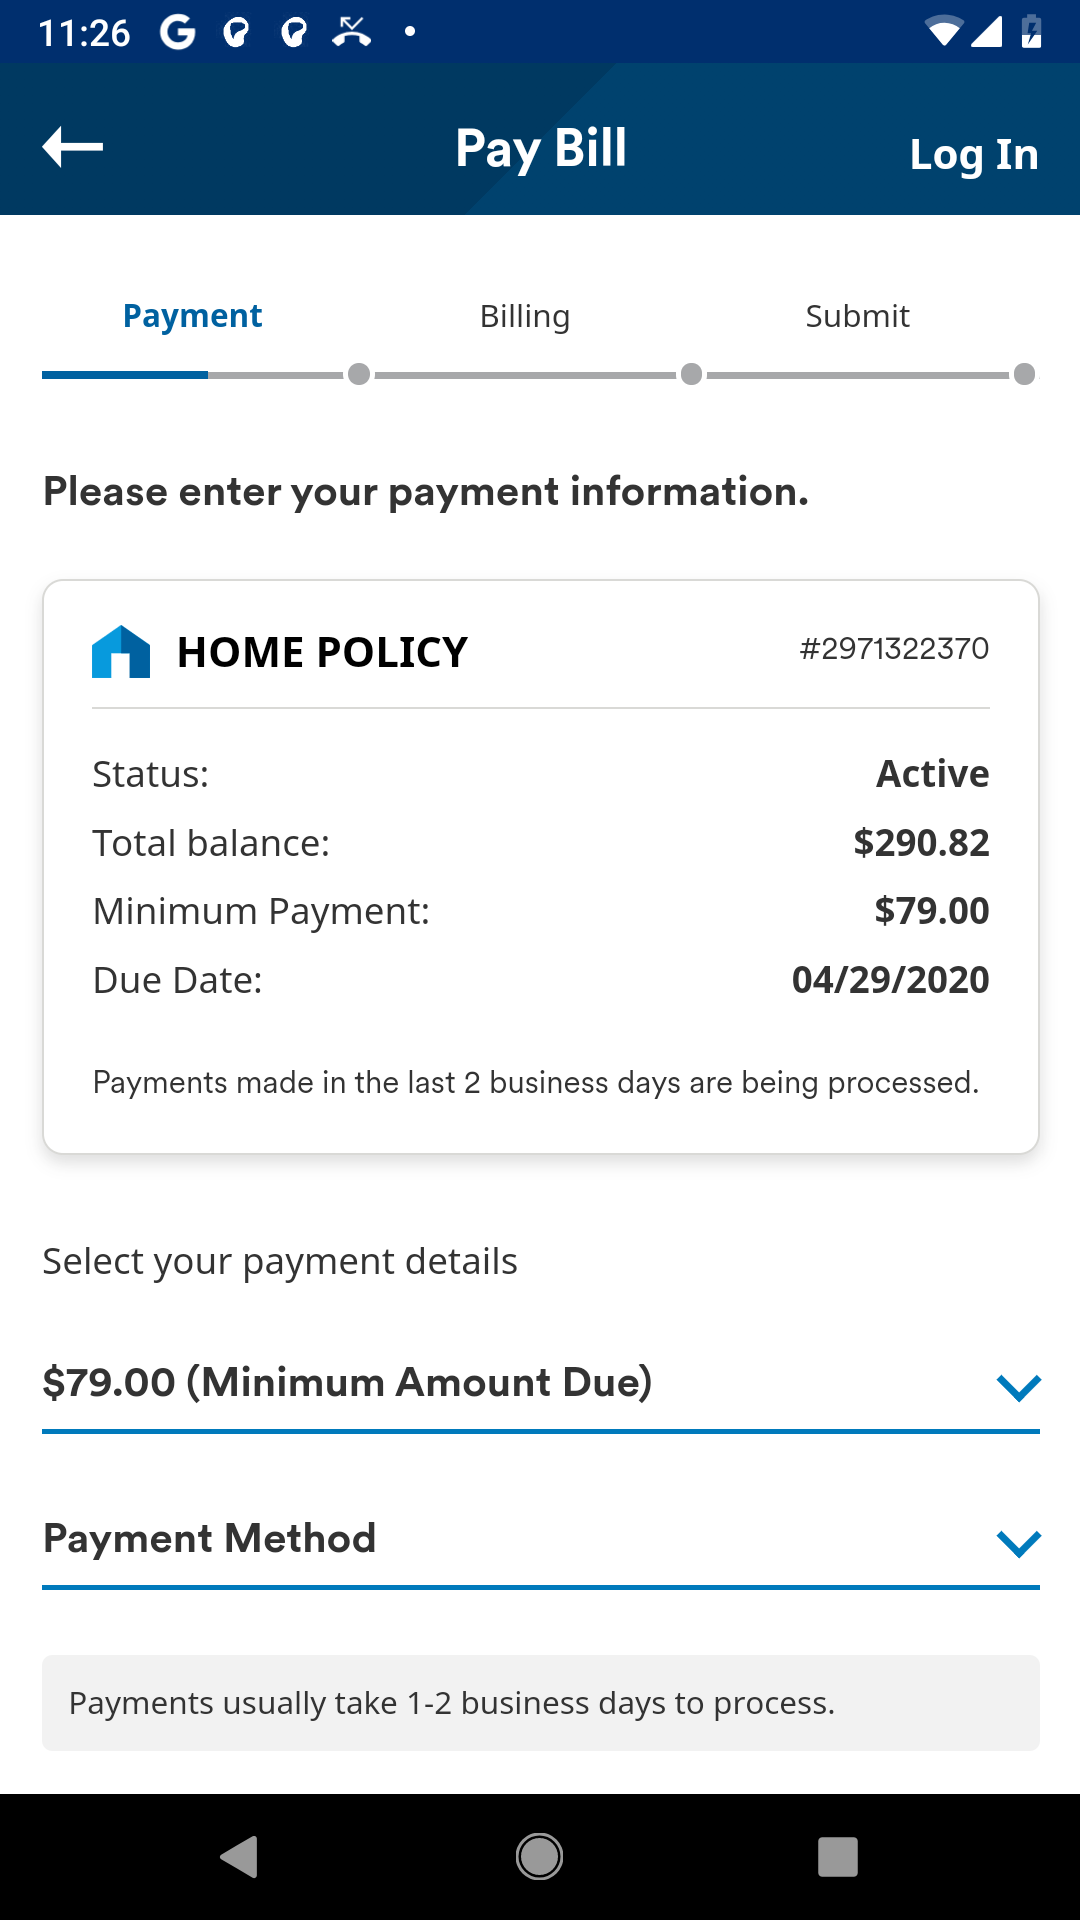 11:26
Pay Bill
Log In
Payment
Billing
Submit
Please enter your payment information.
HOME POLICY
#2971322370
Status:
Active
Total balance:
$290.82
Minimum Payment:
$79.00
Due Date:
04/29/2020
Payments made in the last 2 business days are being processed.
Select your payment details
$79.00 (Minimum Amount Due)
Payment Method
Payments usually take 1-2 business days to process.